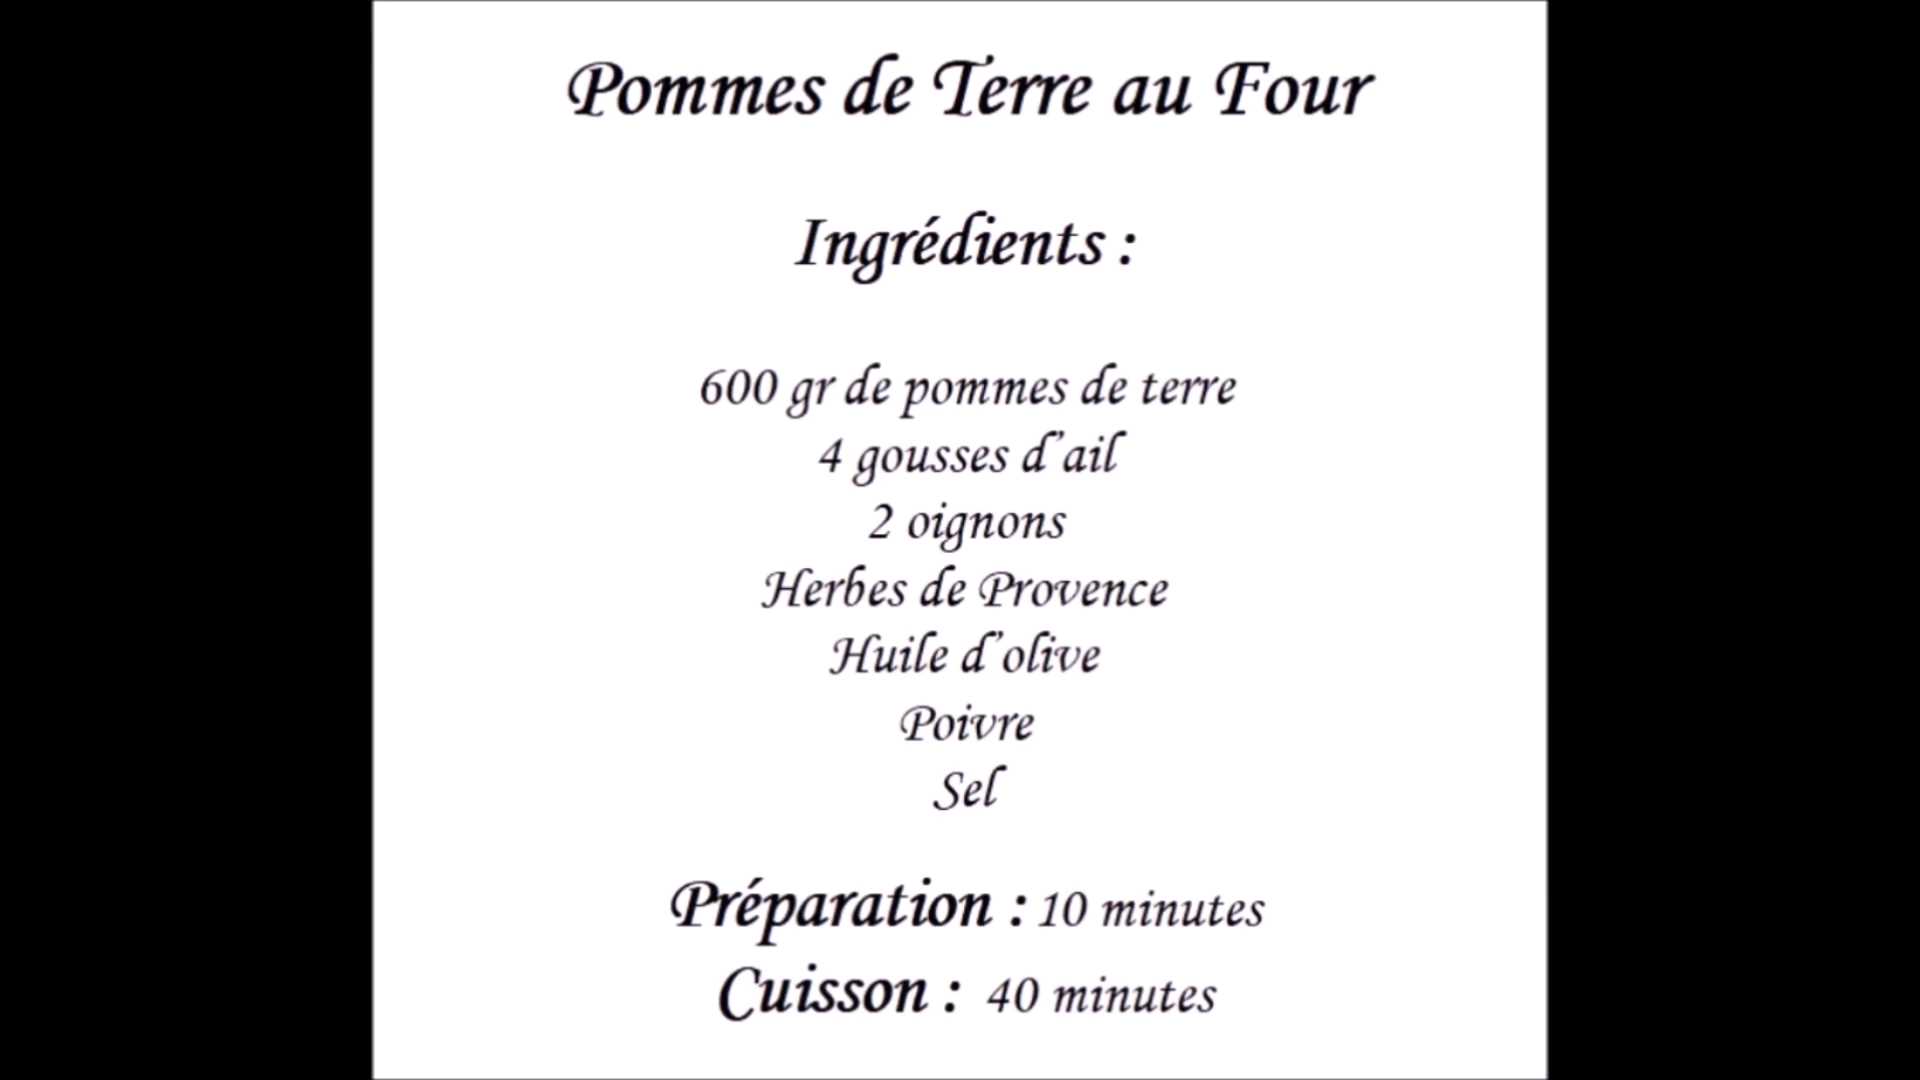 Pommes de Terre au Four
Ingrédients :
600 gr de pommes de terre
4 gousses d'ail
2 oignons
Herbes de Provence
Huile d'olive
Poivre
Sel
Préparation : 10 minutes
Cuisson : 40 minutes